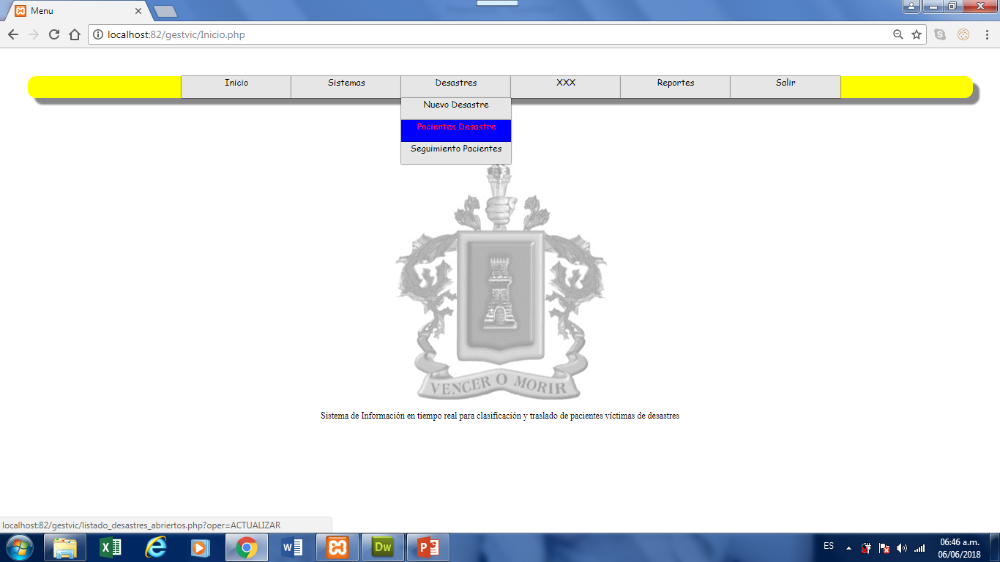 Menu
localhost:82/gestvic/Inicio.php
Inicio Sistemas Desastres XXX Reportes Salir
Nuevo Desastre
Pacientes Desastre
Seguimiento Pacientes
VENCER O MORIR
Sistema de Información en tiempo real para clasificación y traslado de pacientes víctimas de desastres
localhost:82/gestvic/listado_desastres_abiertos.php?oper=ACTUALIZAR
Dw
ES
06:46 a.m.
06/06/2018